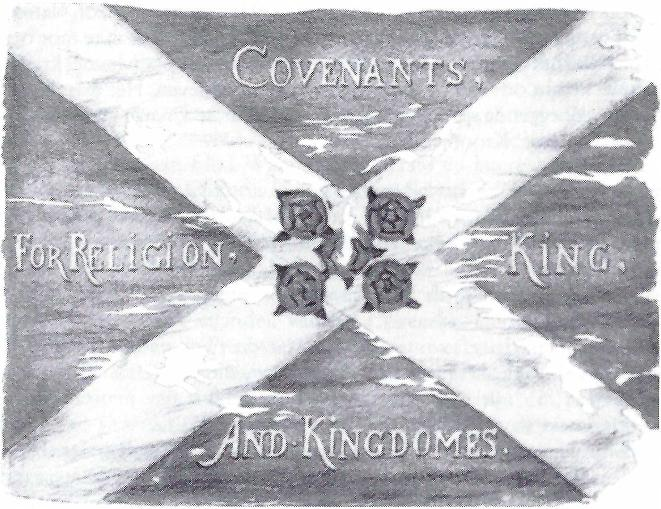 COVENANTS,
FOR RELIGION,
KING,
AND·KINGDOMES.